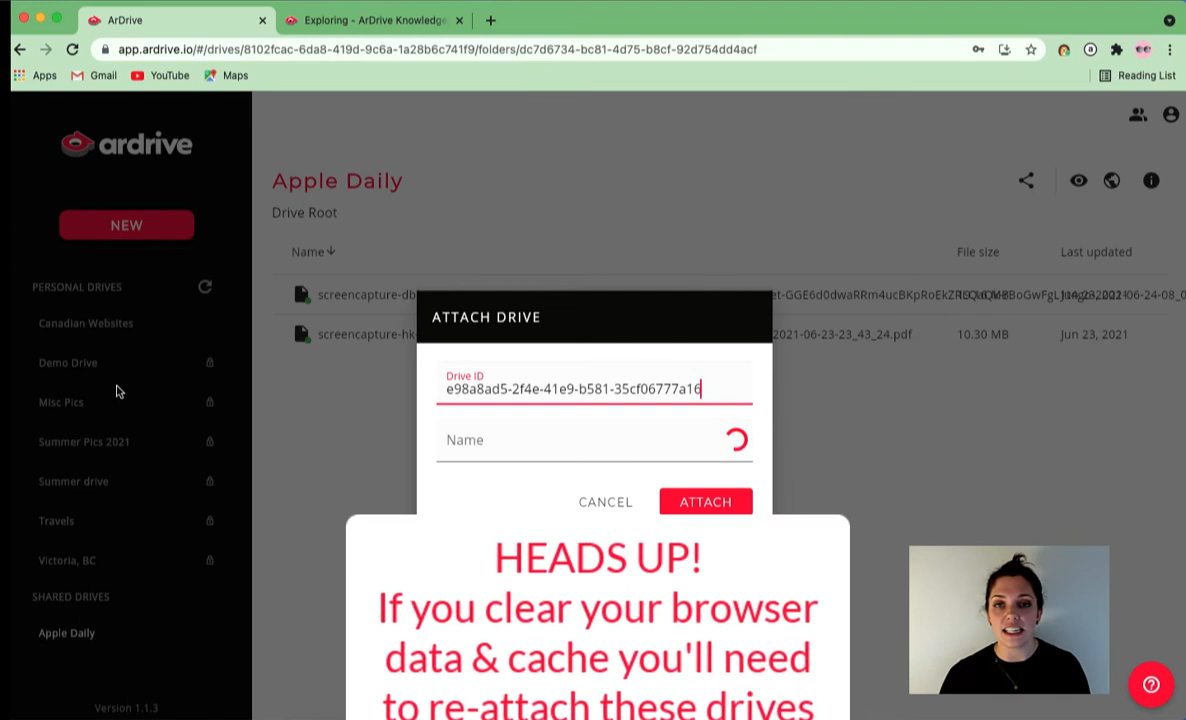 ArDrive
Exploring - ArDrive Knowledge
app.ardrive.io/#/drives/8102fcac-6da8-419d-9c6a-1a28b6c741f9/folders/dc7d6734-bc81-4d75-b8cf-92d754dd4acf
Apps
Gmail
YouTube
Maps
Reading List
ardrive
NEW
PERSONAL DRIVES
Canadian Websites
Demo Drive
Misc Pics
Summer Pics 2021
Summer drive
Travels
Victoria, BC
SHARED DRIVES
Apple Daily
Version 1.1.3
Apple Daily
Drive Root
Name
File size
Last updated
screencapture-db
screencapture-hk
2021-06-23-23_43_24.pdf
10.30 MB
Jun 23, 2021
ATTACH DRIVE
Drive ID
e98a8ad5-2f4e-41e9-b581-35cf06777a16
Name
CANCEL
ATTACH
HEADS UP!
If you clear your browser
data & cache you'll need
to re-attach these drives